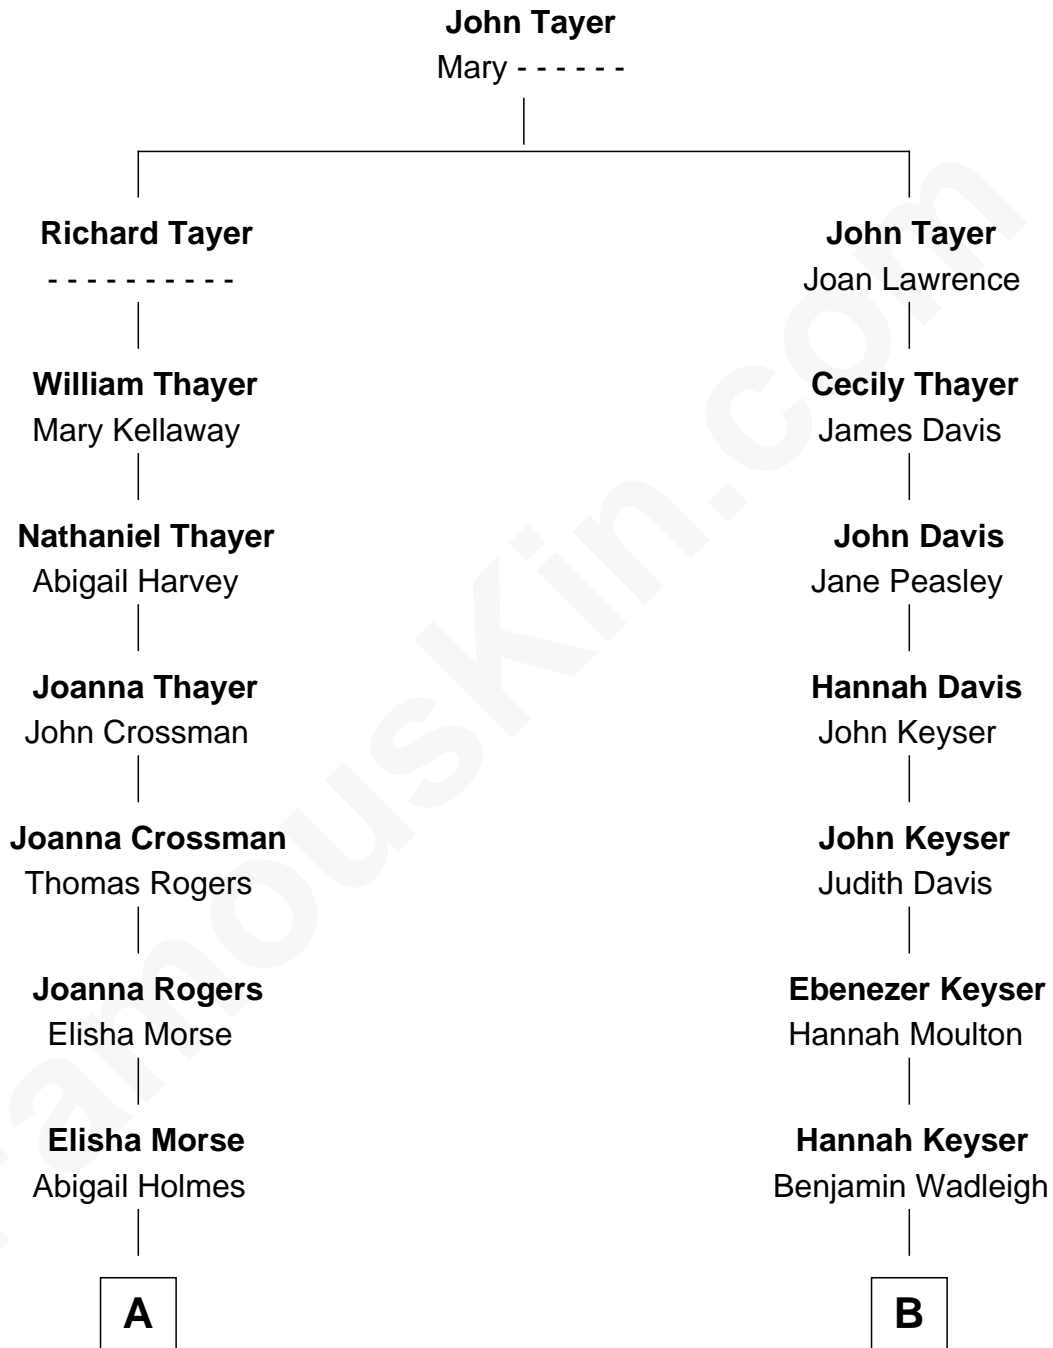 John Tayer
Mary - - - - - -
Richard Tayer
- - - - - - - - - -
William Thayer
Mary Kellaway
Nathaniel Thayer
Abigail Harvey
Joanna Thayer
John Crossman
Joanna Crossman
Thomas Rogers
Joanna Rogers
Elisha Morse
Elisha Morse
Abigail Holmes
A
John Tayer
Joan Lawrence
Cecily Thayer
James Davis
John Davis
Jane Peasley
Hannah Davis
John Keyser
John Keyser
Judith Davis
Ebenezer Keyser
Hannah Moulton
Hannah Keyser
Benjamin Wadleigh
B
FamousKin.com